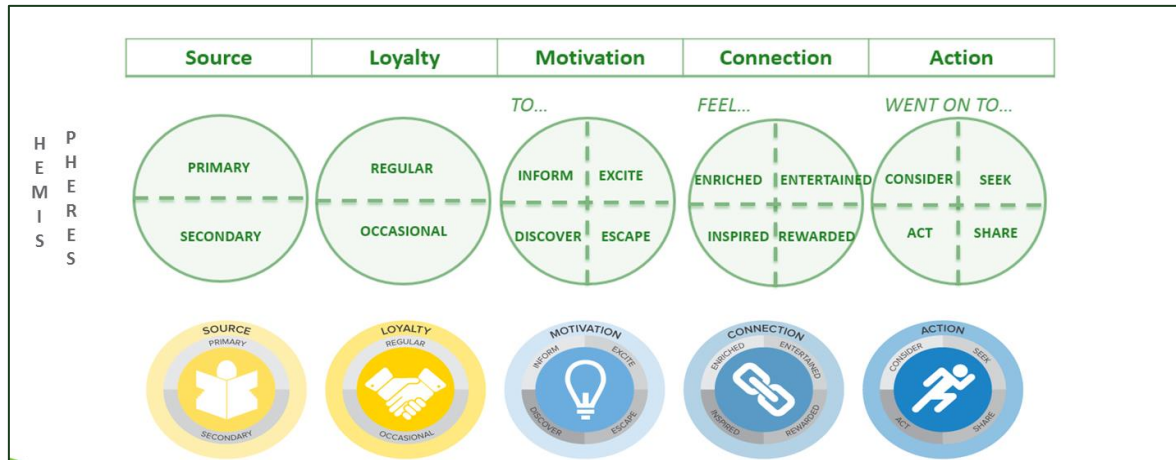 Source Loyalty Motivation Connection Action
TO... FEEL... WENT ON TO...
HEMIS
PHERES
PRIMARY
SECONDARY
REGULAR
OCCASIONAL
INFORM EXCITE
DISCOVER ESCAPE
ENRICHED ENTERTAINED
INSPIRED REWARDED
CONSIDER SEEK
ACT SHARE
SOURCE
PRIMARY
SECONDARY
LOYALTY
REGULAR
OCCASIONAL
MOTIVATION
INFORM EXCITE
DISCOVER ESCAPE
CONNECTION
ENRICHED ENTERTAINED
INSPIRED REWARDED
ACTION
CONSIDER SEEK
ACT SHARE